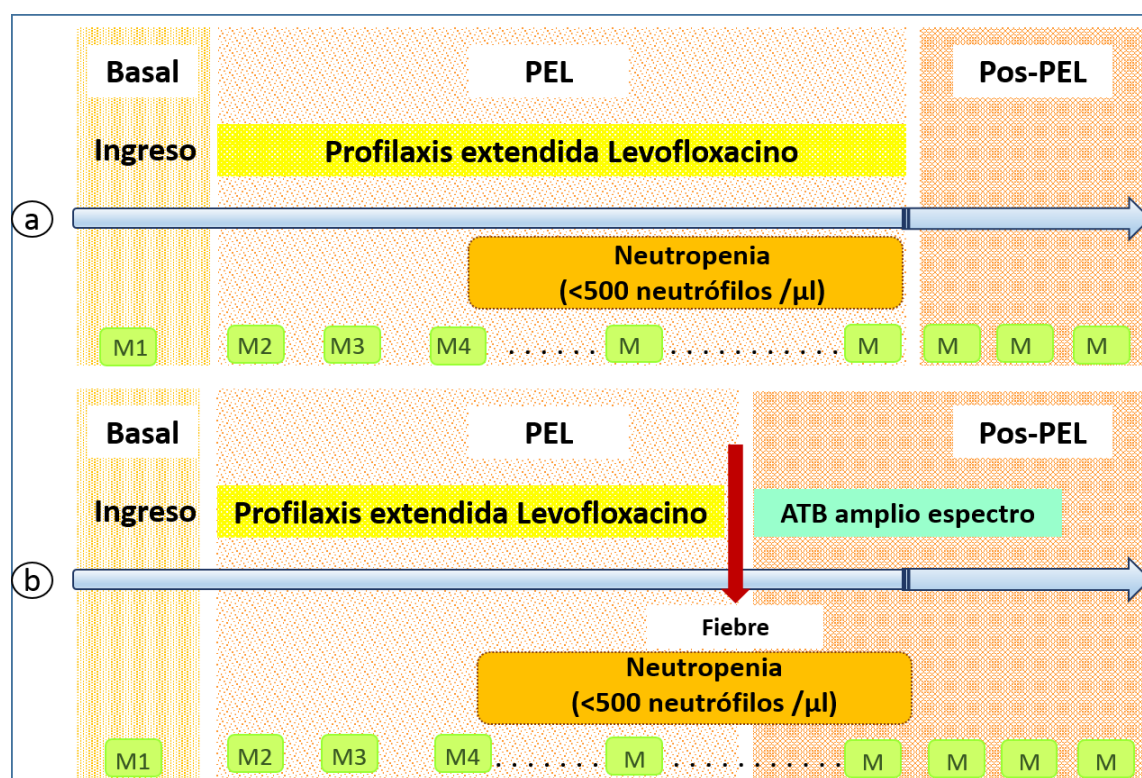 Basal PEL Pos-PEL
Ingreso Profilaxis extendida Levofloxacino
a
Neutropenia
(<500 neutrófilos /µl)
M1 M2 M3 M4 . . . . . . M . . . . . . . . . . . . M M M M
Basal PEL Pos-PEL
Ingreso Profilaxis extendida Levofloxacino ATB amplio espectro
b
Fiebre
Neutropenia
(<500 neutrófilos /µl)
M1 M2 M3 M4 . . . . . . M . . . . . . . . . . . . M M M M